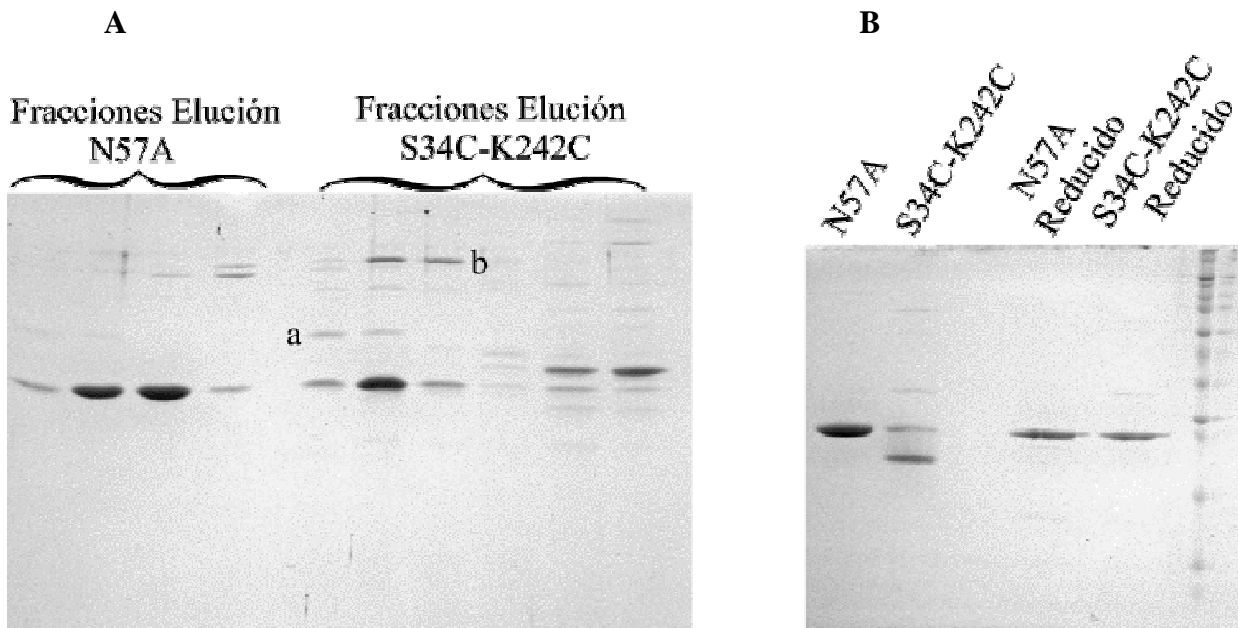 A
Fracciones Elución
N57A
Fracciones Elución
S34C-K242C
a
b
B
N57A
S34C-K242C
N57A
Reducido
S34C-K242C
Reducido